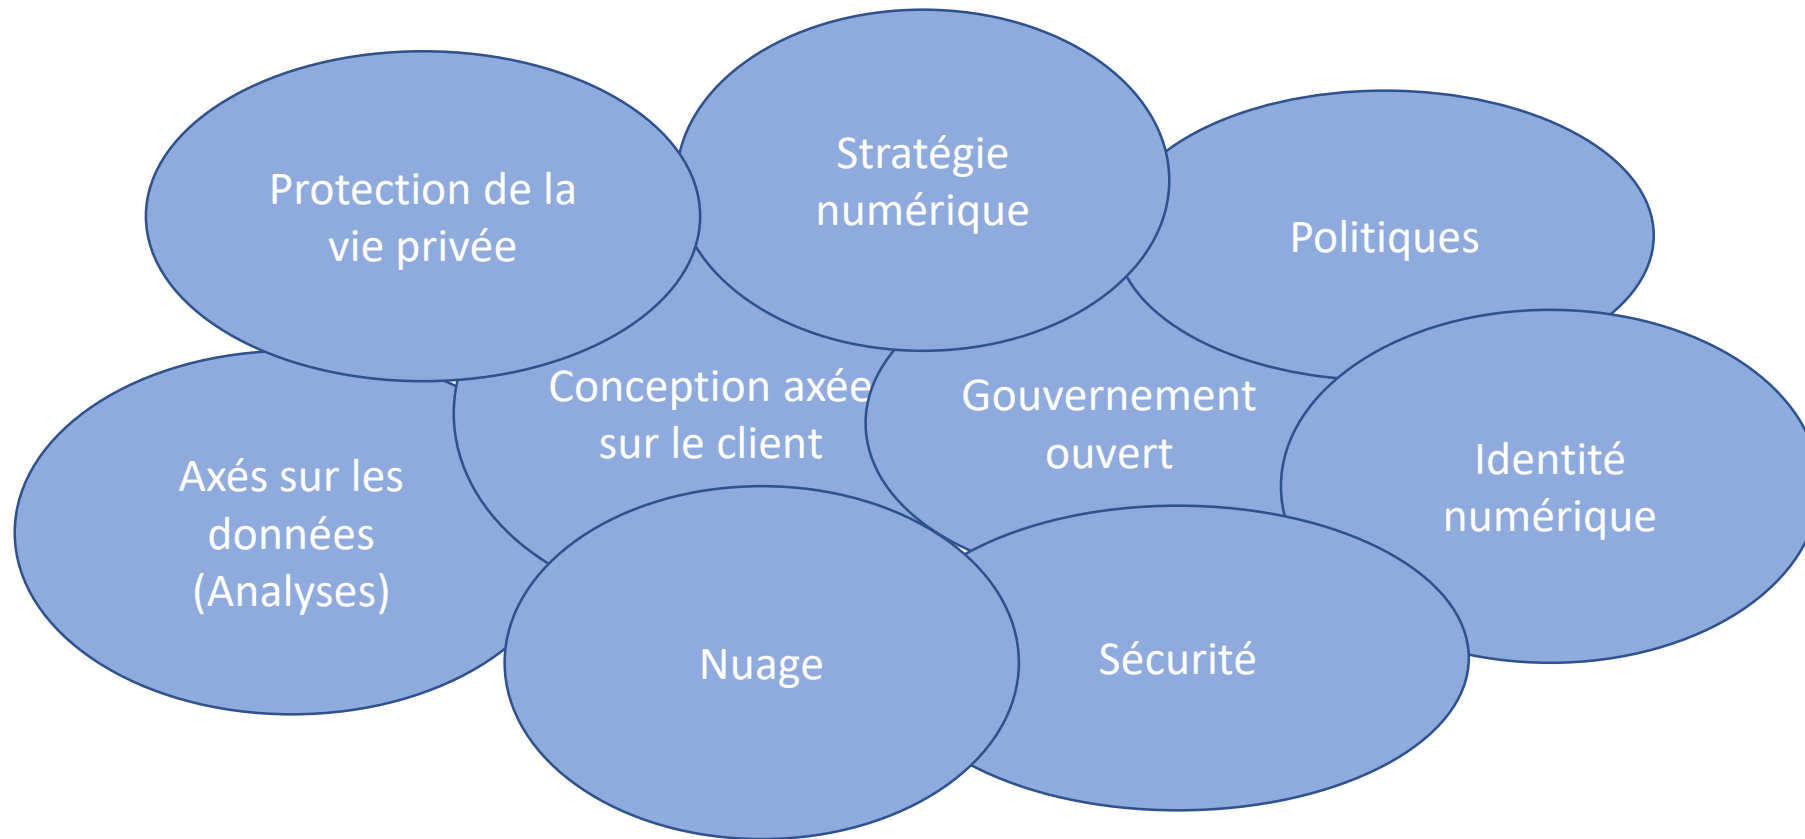 Protection de la
vie privée
Stratégie
numérique
Politiques
Conception axée
sur le client
Gouvernement
ouvert
Axés sur les
données
(Analyses)
Identité
numérique
Nuage
Sécurité